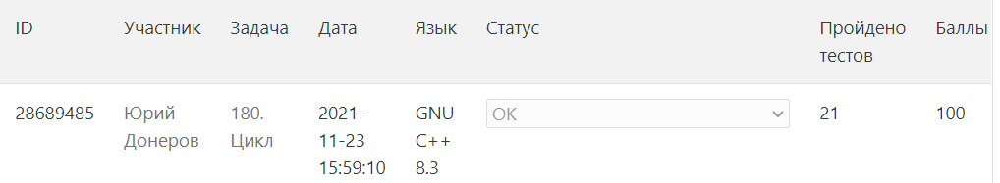 ID Участник Задача Дата Язык Статус Пройдено Баллы
тестов
28689485 Юрий 180. 2021- GNU OK 21 100
Донеров Цикл 11-23 C++
15:59:10 8.3